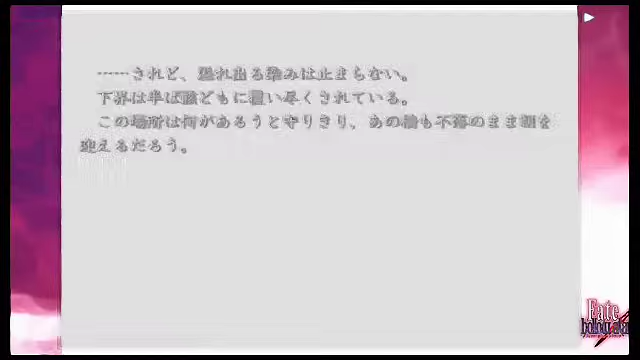 ……されど、溢れ出る歪みは止まらない。
下界は半ば骸どもに覆い尽くされている。
この場所は何があろうと守りきり、あの橋も不落のまま朝を
迎えるだろう。
Fate
hollow ataraxia